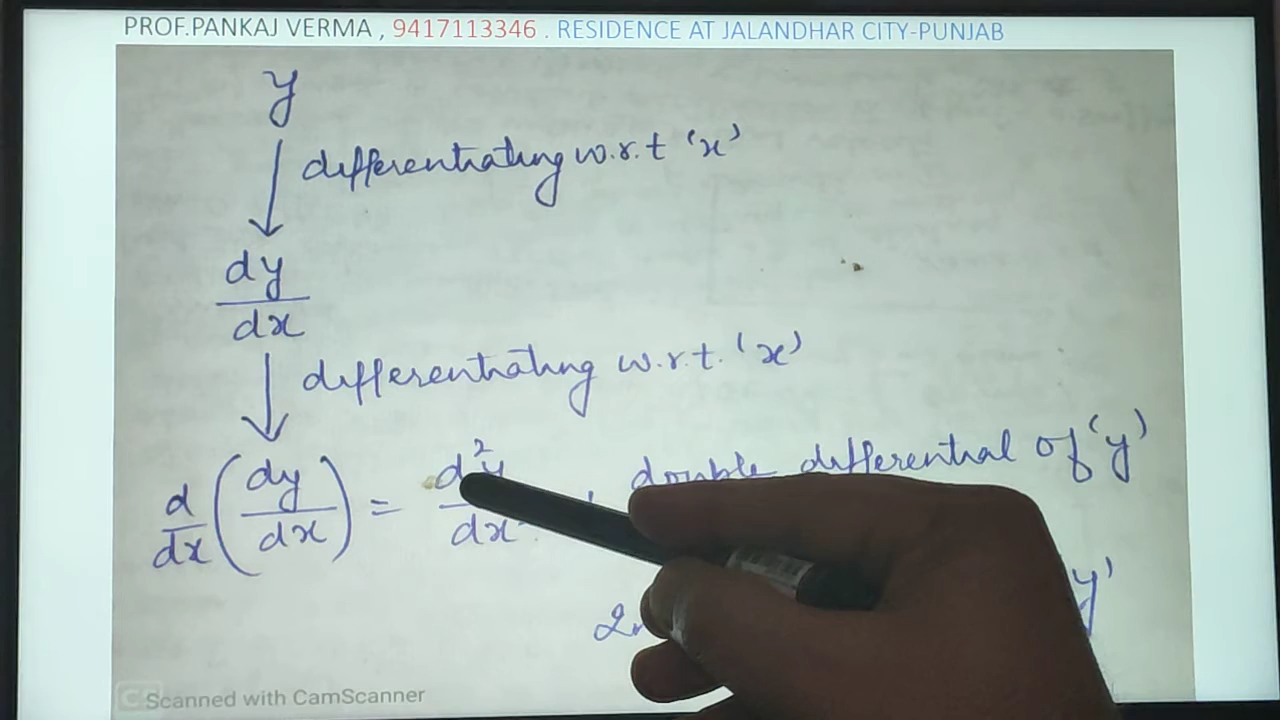 PROF.PANKAJ VERMA , 9417113346 . RESIDENCE AT JALANDHAR CITY-PUNJAB
y
differentiating w.r.t 'x'
dy
dx
differentiating w.r.t. 'x'
d/dx (dy/dx) = d²y/dx² , double differential of 'y'
y'
Scanned with CamScanner